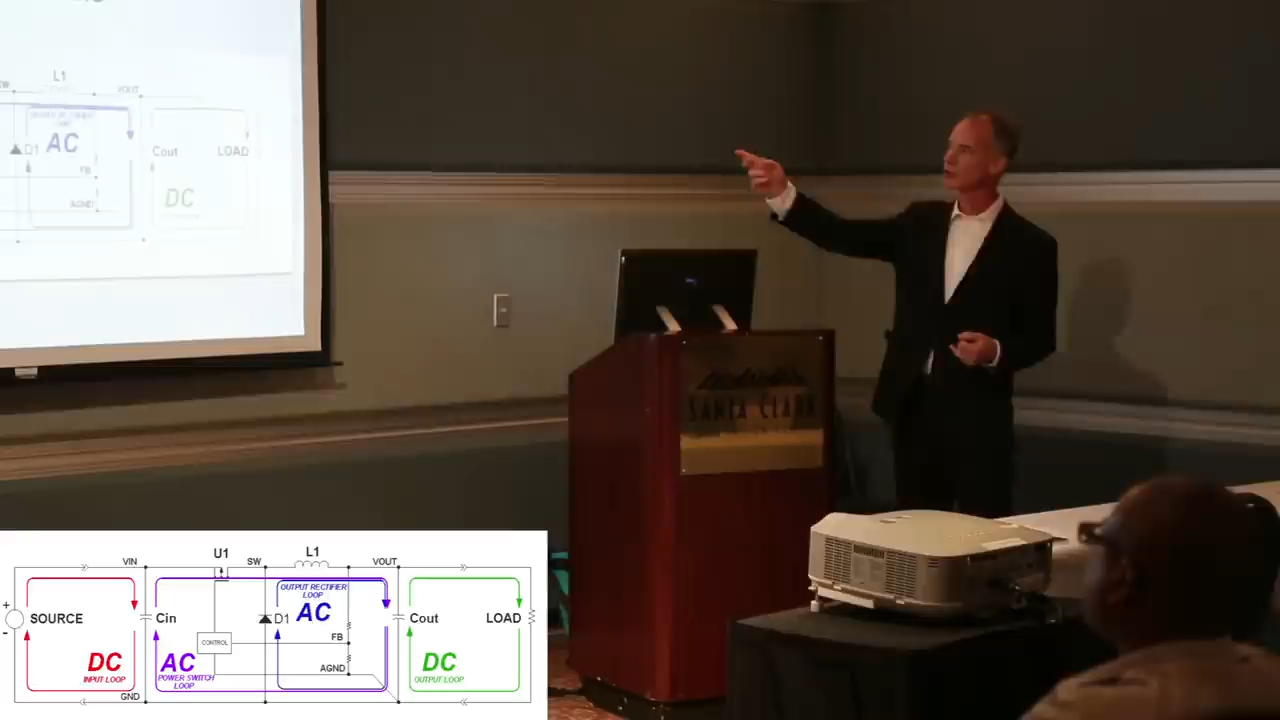 L1
SW
VOUT
AC
D1
Cout
LOAD
FB
DC
AGND
SANTA CLARA
U1
L1
VIN
SW
VOUT
OUTPUT RECTIFIER
LOOP
AC
+
SOURCE
-
Cin
D1
Cout
LOAD
CONTROL
FB
DC
INPUT LOOP
AC
POWER SWITCH
LOOP
AGND
DC
OUTPUT LOOP
GND